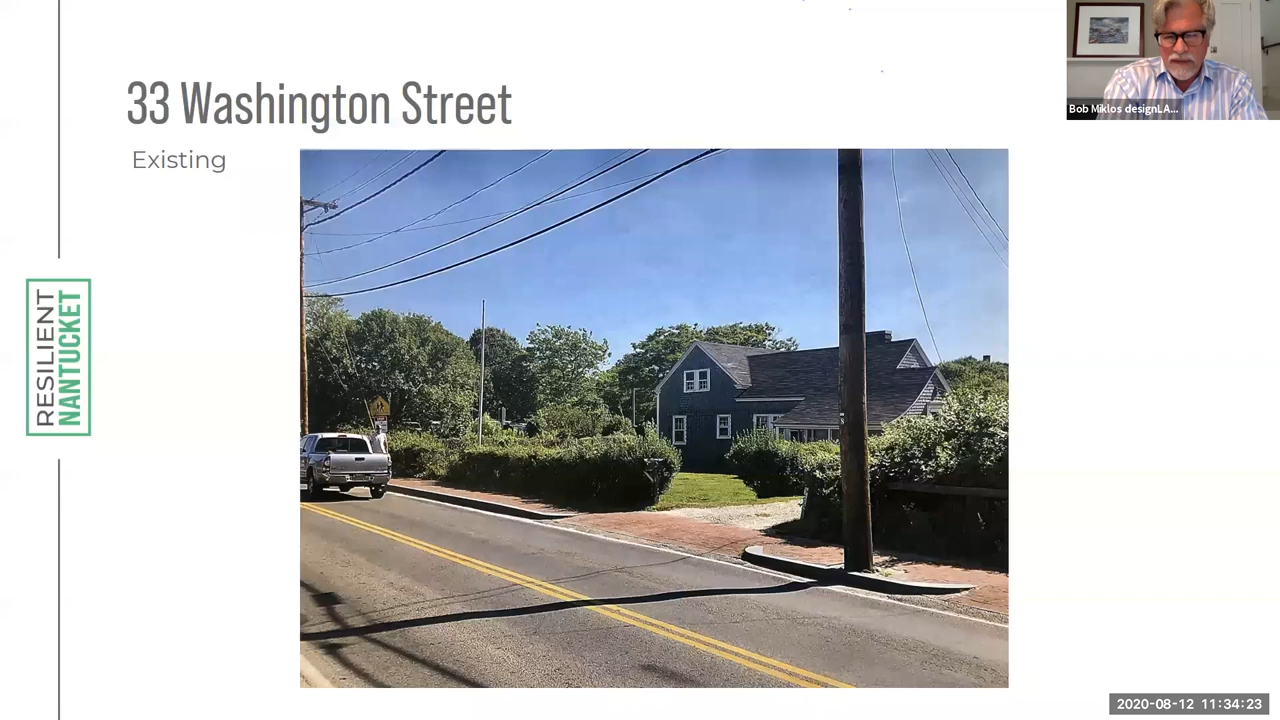 33 Washington Street
Existing
RESILIENT
NANTUCKET
Bob Miklos designLA...
2020-08-12 11:34:23